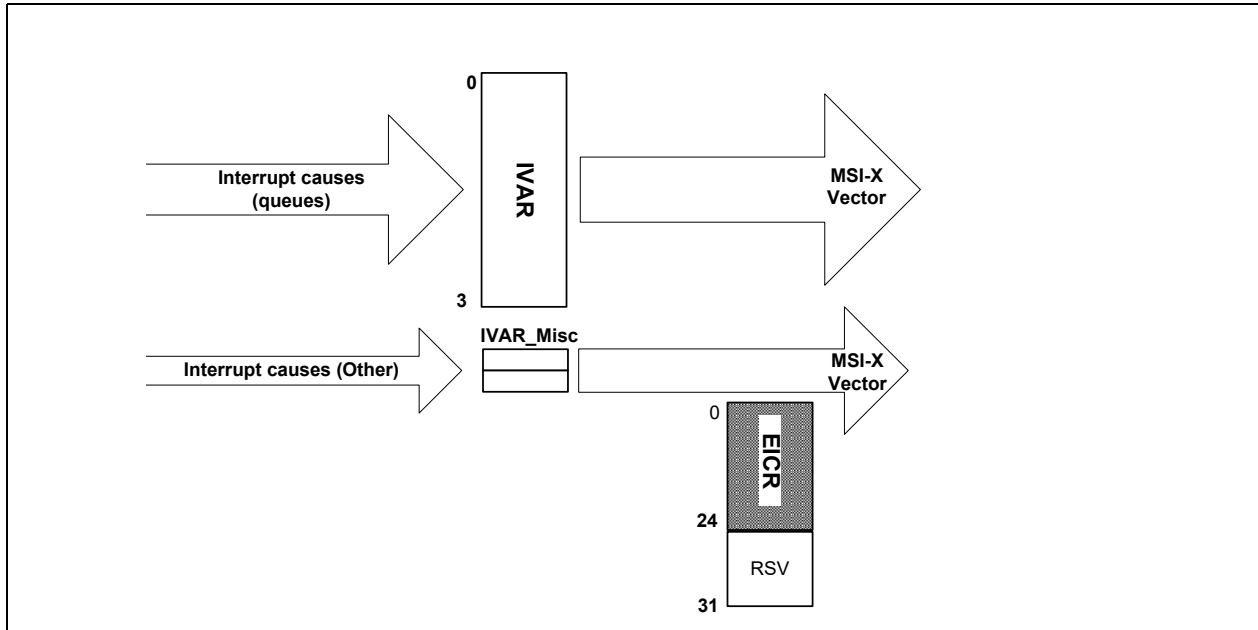 0
IVAR
Interrupt causes
(queues)
MSI-X
Vector
3
IVAR_Misc
Interrupt causes (Other)
MSI-X
Vector
0
EICR
24
RSV
31